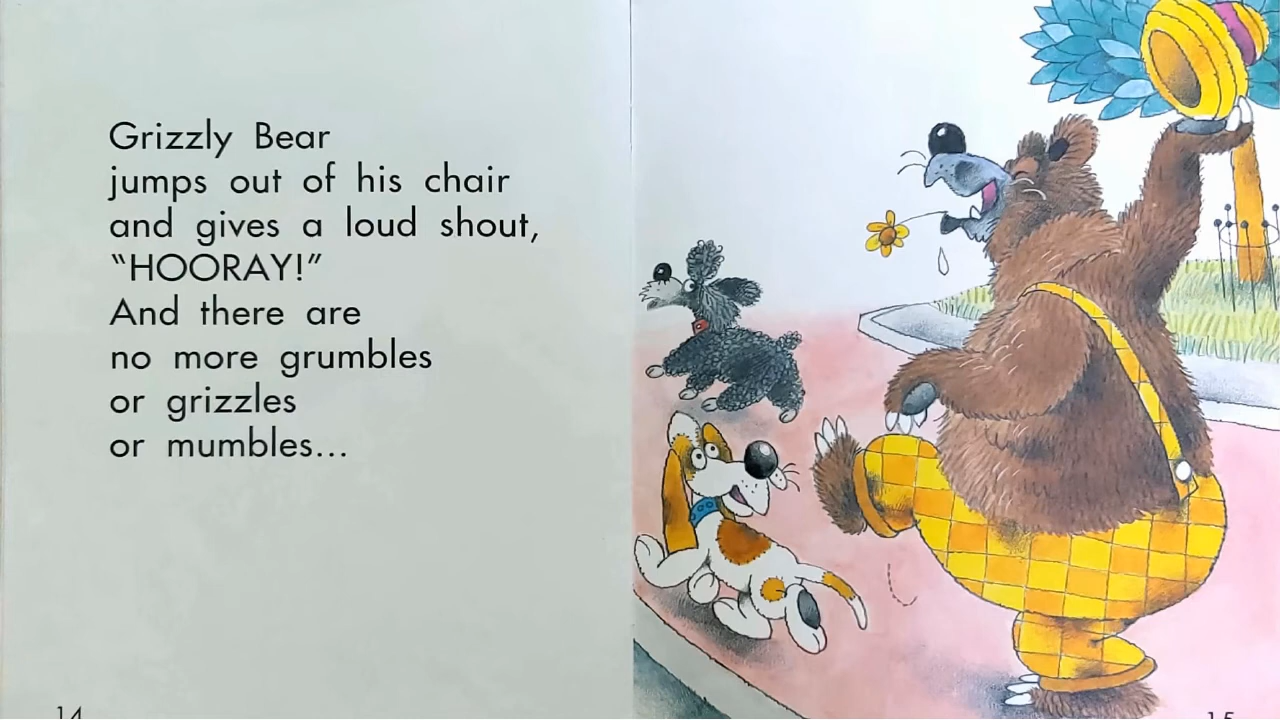 Grizzly Bear
jumps out of his chair
and gives a loud shout,
“HOORAY!”
And there are
no more grumbles
or grizzles
or mumbles...
14
15